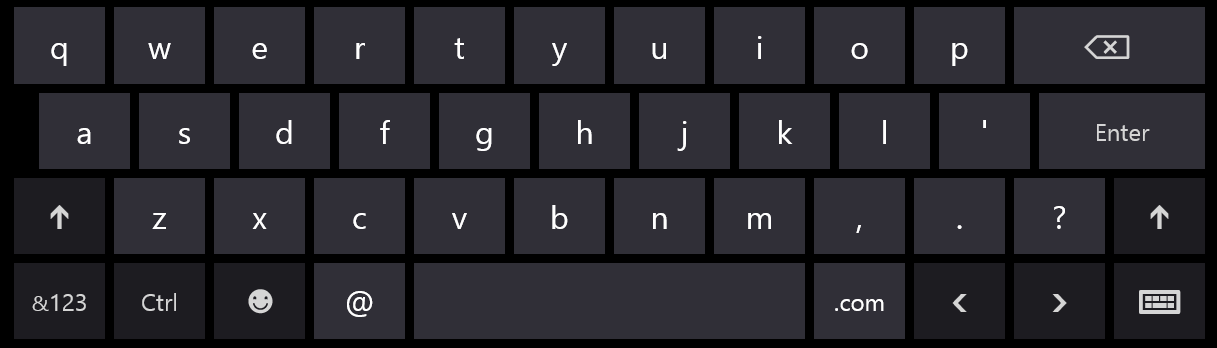 q w e r t y u i o p
a s d f g h j k l ' Enter
z x c v b n m , . ?
&123 Ctrl @ .com < >